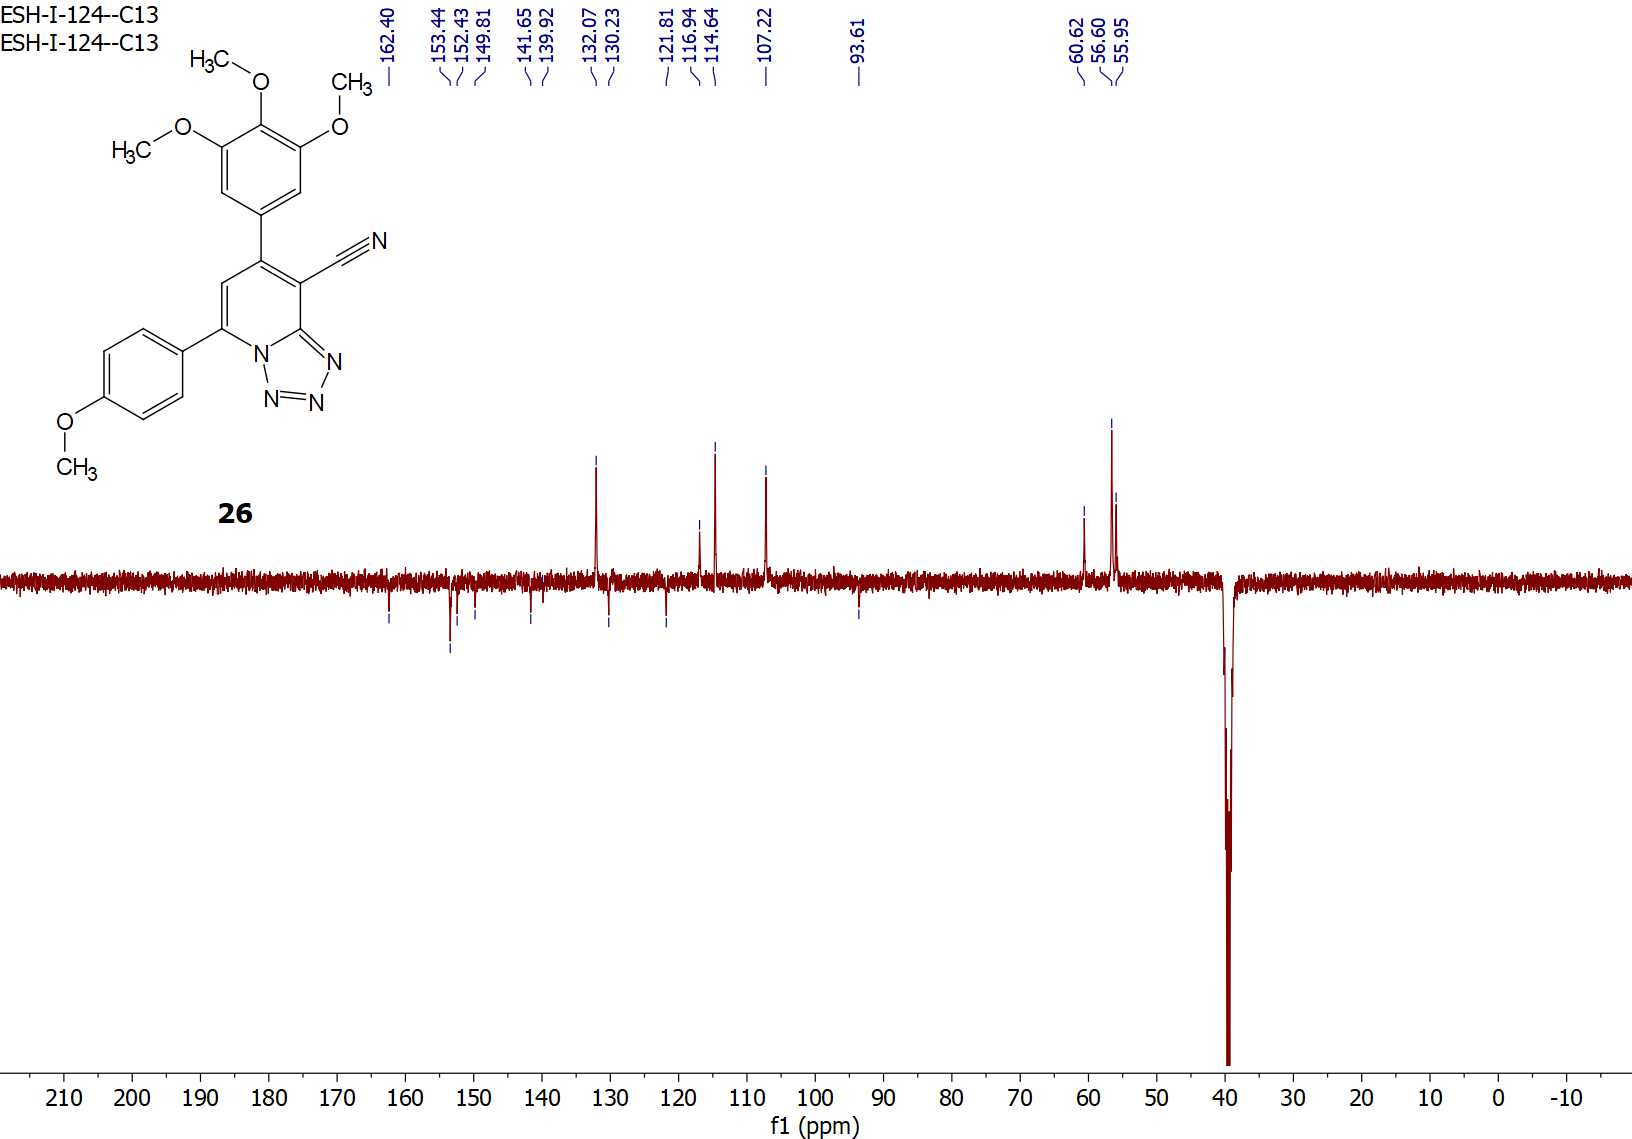 ESH-I-124--C13
ESH-I-124--C13
162.40
153.44
152.43
149.81
141.65
139.92
132.07
130.23
121.81
116.94
114.64
107.22
93.61
60.62
56.60
55.95
H3C
O
CH3
O
O
H3C
N
N
N
N
N
O
CH3
26
210 200 190 180 170 160 150 140 130 120 110 100 90 80 70 60 50 40 30 20 10 0 -10
f1 (ppm)